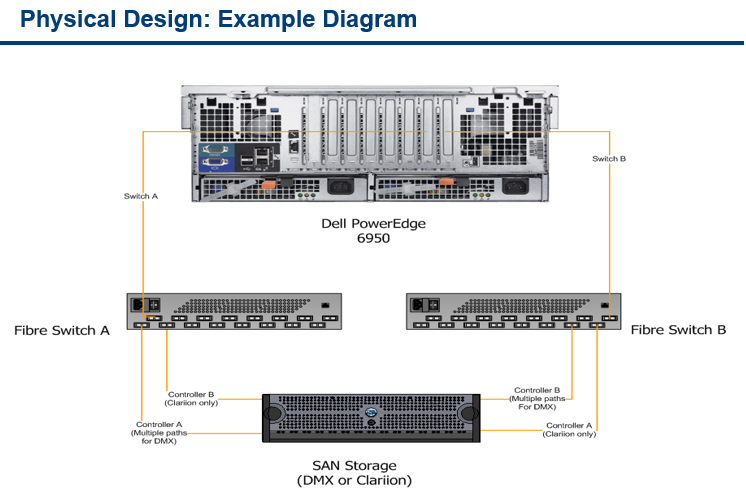 Physical Design: Example Diagram
Switch B
Switch A
Dell PowerEdge
6950
Fibre Switch A
Fibre Switch B
Controller B
(Clariion only)
Controller B
(Multiple paths
For DMX)
Controller A
(Multiple paths
for DMX)
Controller A
(Clariion only)
SAN Storage
(DMX or Clariion)